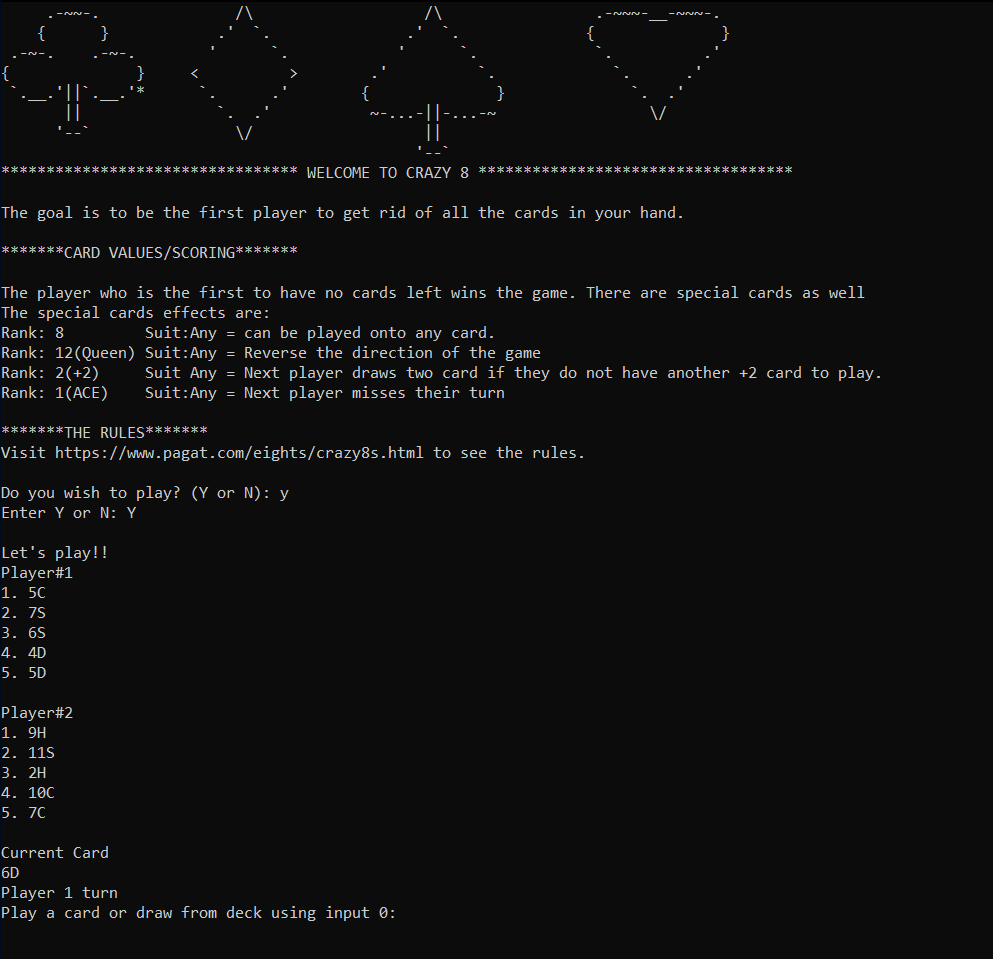 ******************************** WELCOME TO CRAZY 8 **********************************
The goal is to be the first player to get rid of all the cards in your hand.
*******CARD VALUES/SCORING*******
The player who is the first to have no cards left wins the game. There are special cards as well
The special cards effects are:
Rank: 8         Suit:Any = can be played onto any card.
Rank: 12(Queen) Suit:Any = Reverse the direction of the game
Rank: 2(+2)     Suit Any = Next player draws two card if they do not have another +2 card to play.
Rank: 1(ACE)    Suit:Any = Next player misses their turn
*******THE RULES*******
Visit https://www.pagat.com/eights/crazy8s.html to see the rules.
Do you wish to play? (Y or N): y
Enter Y or N: Y
Let's play!!
Player#1
1. 5C
2. 7S
3. 6S
4. 4D
5. 5D
Player#2
1. 9H
2. 11S
3. 2H
4. 10C
5. 7C
Current Card
6D
Player 1 turn
Play a card or draw from deck using input 0: